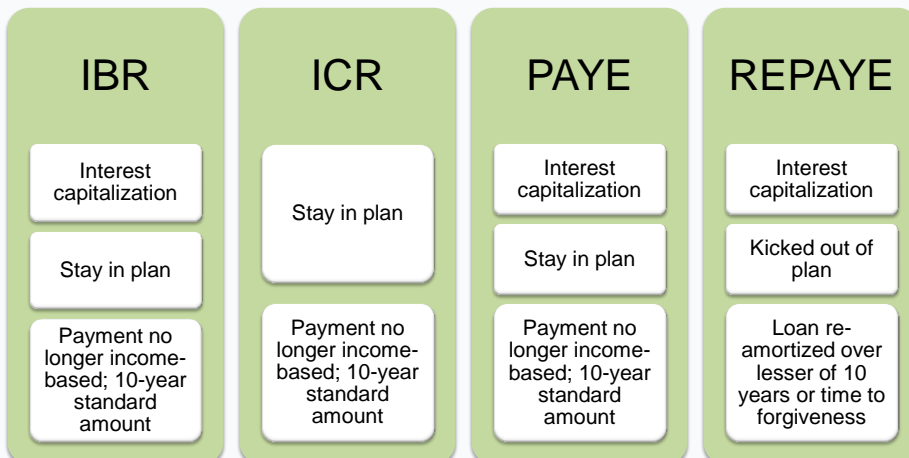 IBR
Interest
capitalization
Stay in plan
Payment no
longer income-
based; 10-year
standard
amount
ICR
Stay in plan
Payment no
longer income-
based; 10-year
standard
amount
PAYE
Interest
capitalization
Stay in plan
Payment no
longer income-
based; 10-year
standard
amount
REPAYE
Interest
capitalization
Kicked out of
plan
Loan re-
amortized over
lesser of 10
years or time to
forgiveness